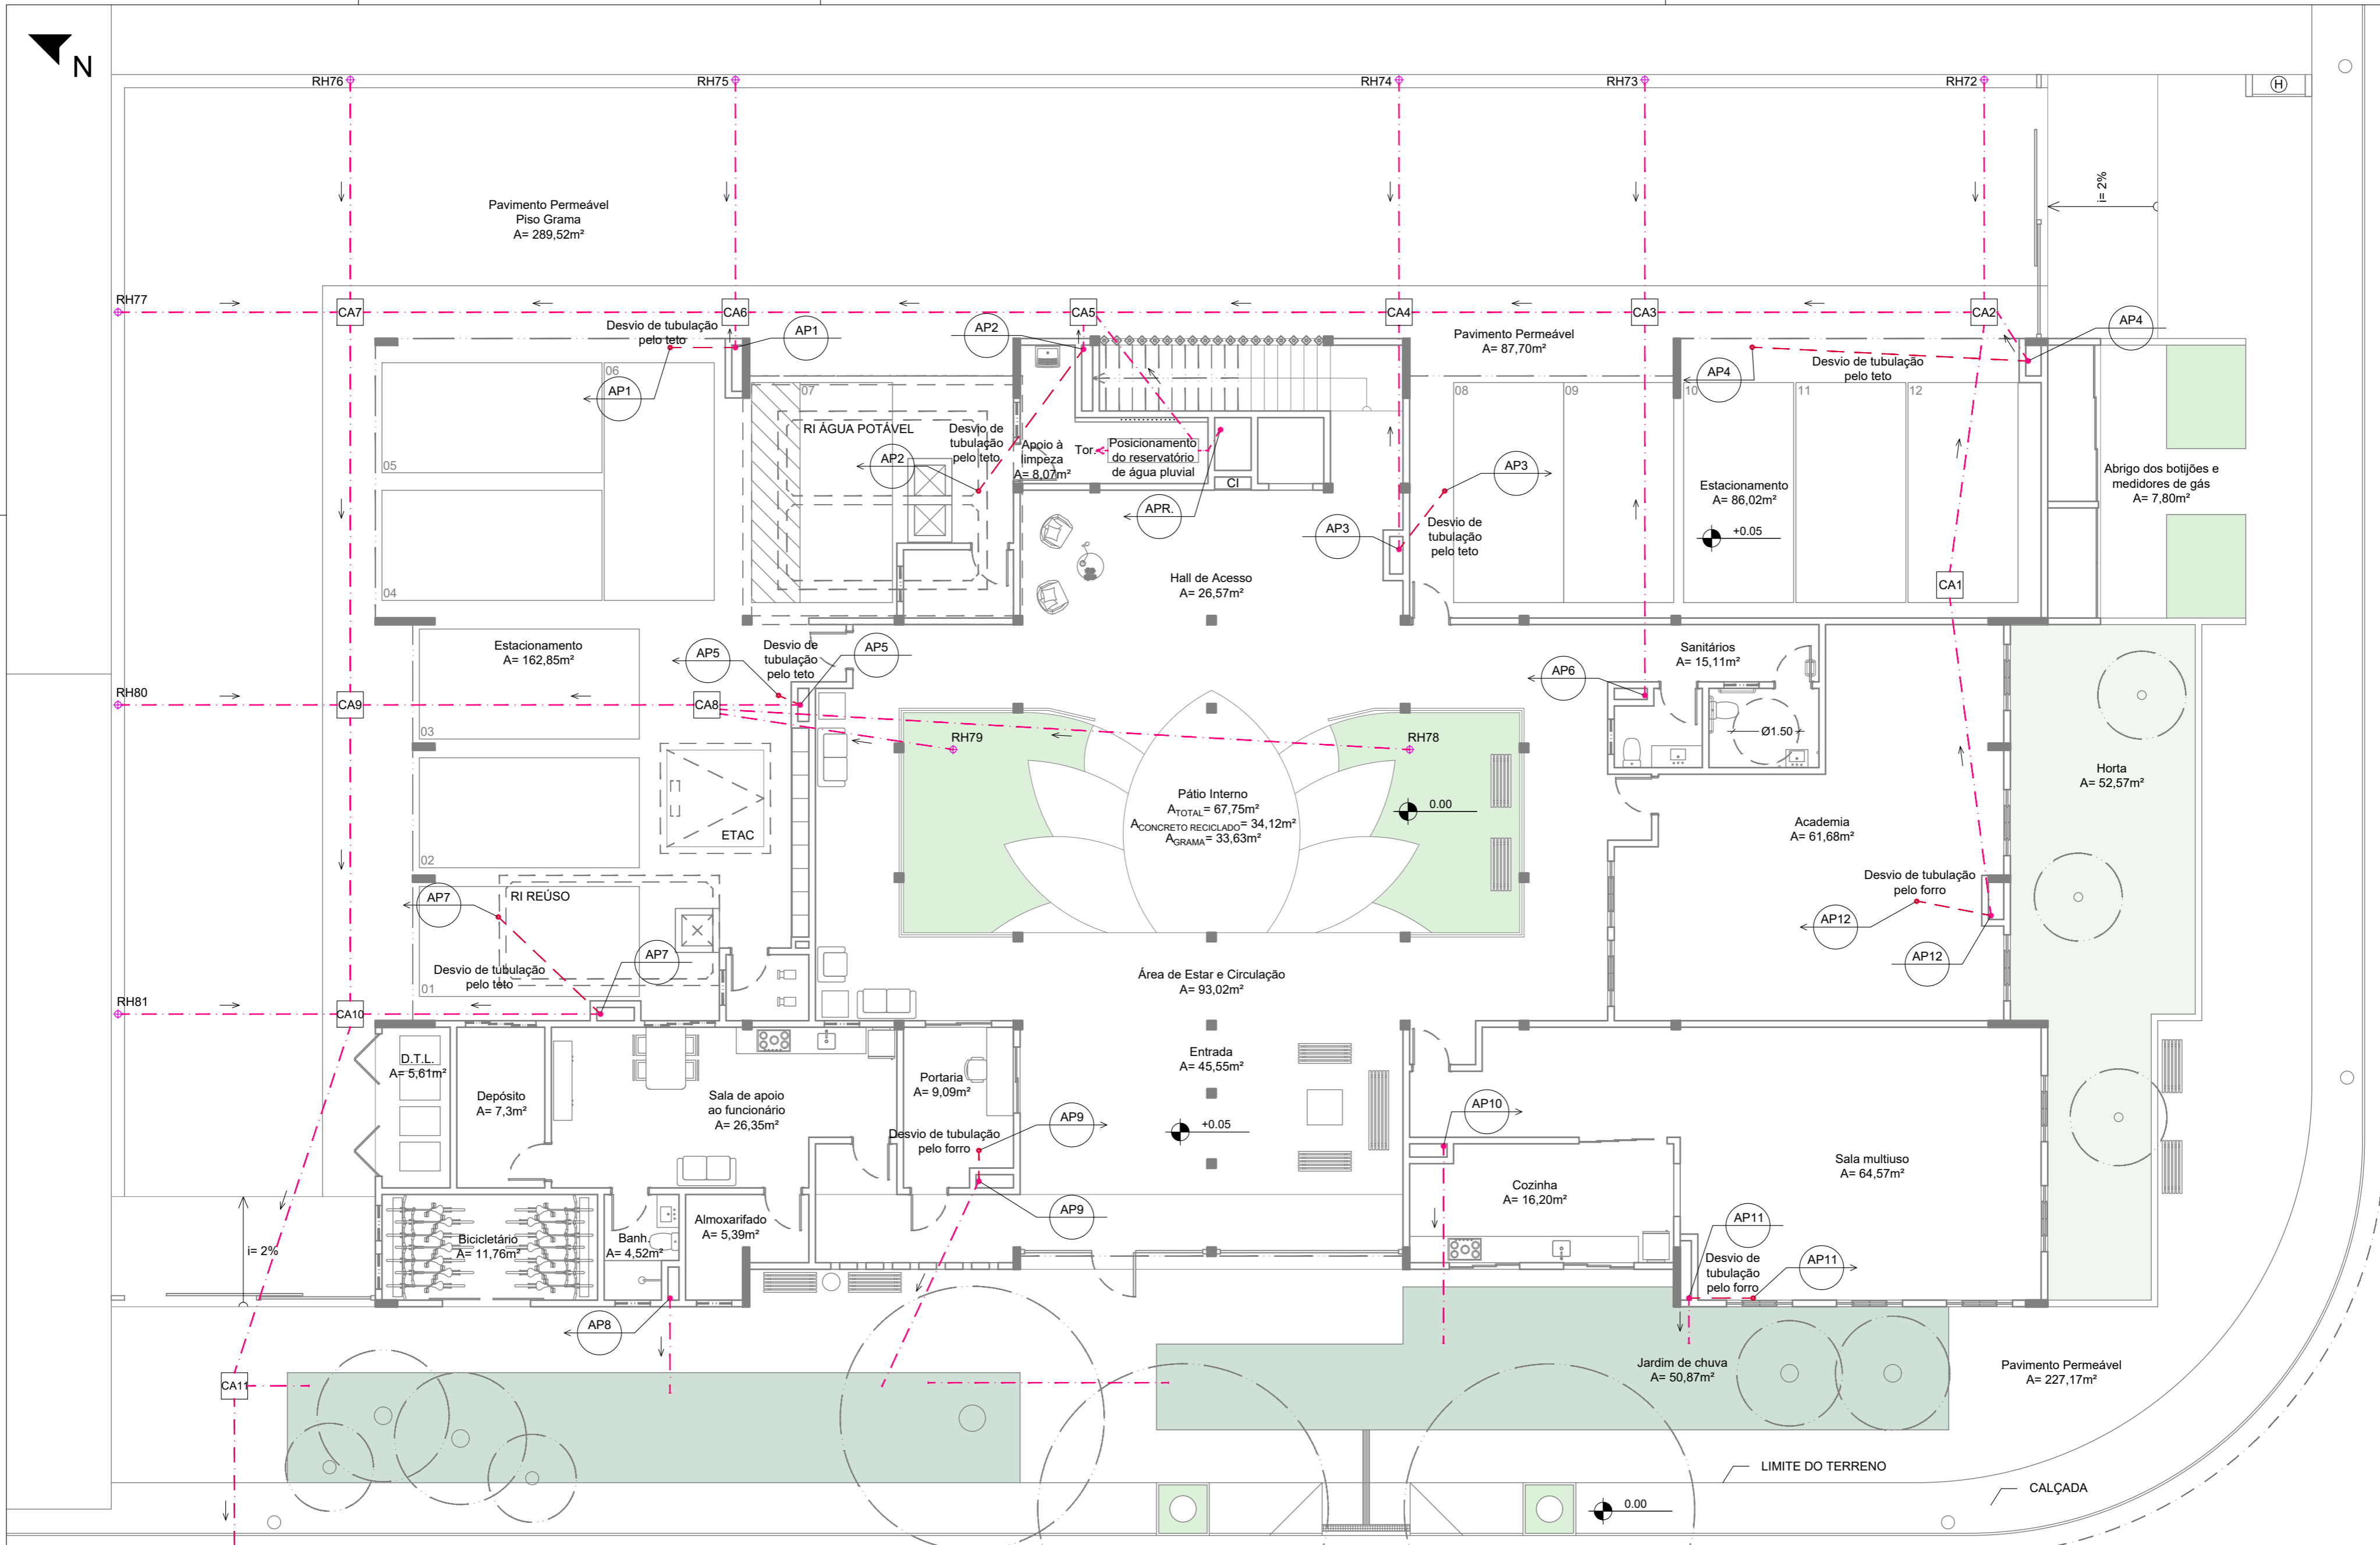 N
RH76
RH75
RH74
RH73
RH72
H
Pavimento Permeável
Piso Grama
A= 289,52m²
i= 2%
RH77
CA7
CA6
CA5
CA4
CA3
CA2
Desvio de tubulação
pelo teto
AP1
AP2
Pavimento Permeável
A= 87,70m²
AP4
Desvio de tubulação
pelo teto
AP4
AP1
06
07
08
09
10
11
12
05
04
RI ÁGUA POTÁVEL
AP2
Desvio de
tubulação
pelo teto
Apoio à
limpeza
A= 8,07m²
Tor.
Posicionamento
do reservatório
de água pluvial
CI
APR.
AP3
AP3
Desvio de
tubulação
pelo teto
Estacionamento
A= 86,02m²
+0.05
Abrigo dos botijões e
medidores de gás
A= 7,80m²
Hall de Acesso
A= 26,57m²
CA1
Estacionamento
A= 162,85m²
AP5
Desvio de
tubulação
pelo teto
AP5
AP6
Sanitários
A= 15,11m²
Ø1.50
RH80
CA9
CA8
RH79
RH78
03
02
01
ETAC
Pátio Interno
ATOTAL= 67,75m²
ACONCRETO RECICLADO= 34,12m²
AGRAMA= 33,63m²
0.00
Academia
A= 61,68m²
Horta
A= 52,57m²
Desvio de tubulação
pelo forro
AP12
AP12
AP7
RI REÚSO
AP7
Desvio de tubulação
pelo teto
Área de Estar e Circulação
A= 93,02m²
RH81
CA10
D.T.L.
A= 5,61m²
Depósito
A= 7,3m²
Sala de apoio
ao funcionário
A= 26,35m²
Portaria
A= 9,09m²
Desvio de tubulação
pelo forro
AP9
AP9
Entrada
A= 45,55m²
+0.05
AP10
Cozinha
A= 16,20m²
Sala multiuso
A= 64,57m²
AP11
Desvio de
tubulação
pelo forro
AP11
i= 2%
Bicicletário
A= 11,76m²
Banh.
A= 4,52m²
Almoxarifado
A= 5,39m²
AP8
CA11
Jardim de chuva
A= 50,87m²
Pavimento Permeável
A= 227,17m²
LIMITE DO TERRENO
CALÇADA
0.00